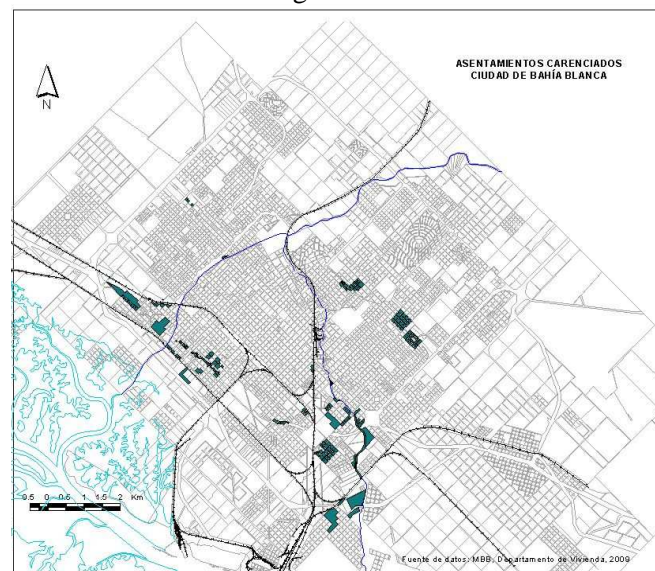 ASENTAMIENTOS CARENCIADOS
CIUDAD DE BAHÍA BLANCA
N
0.5 0 0.5 1 1.5 2 Km
Fuente de datos: MBB; Departamento de Vivienda, 2009